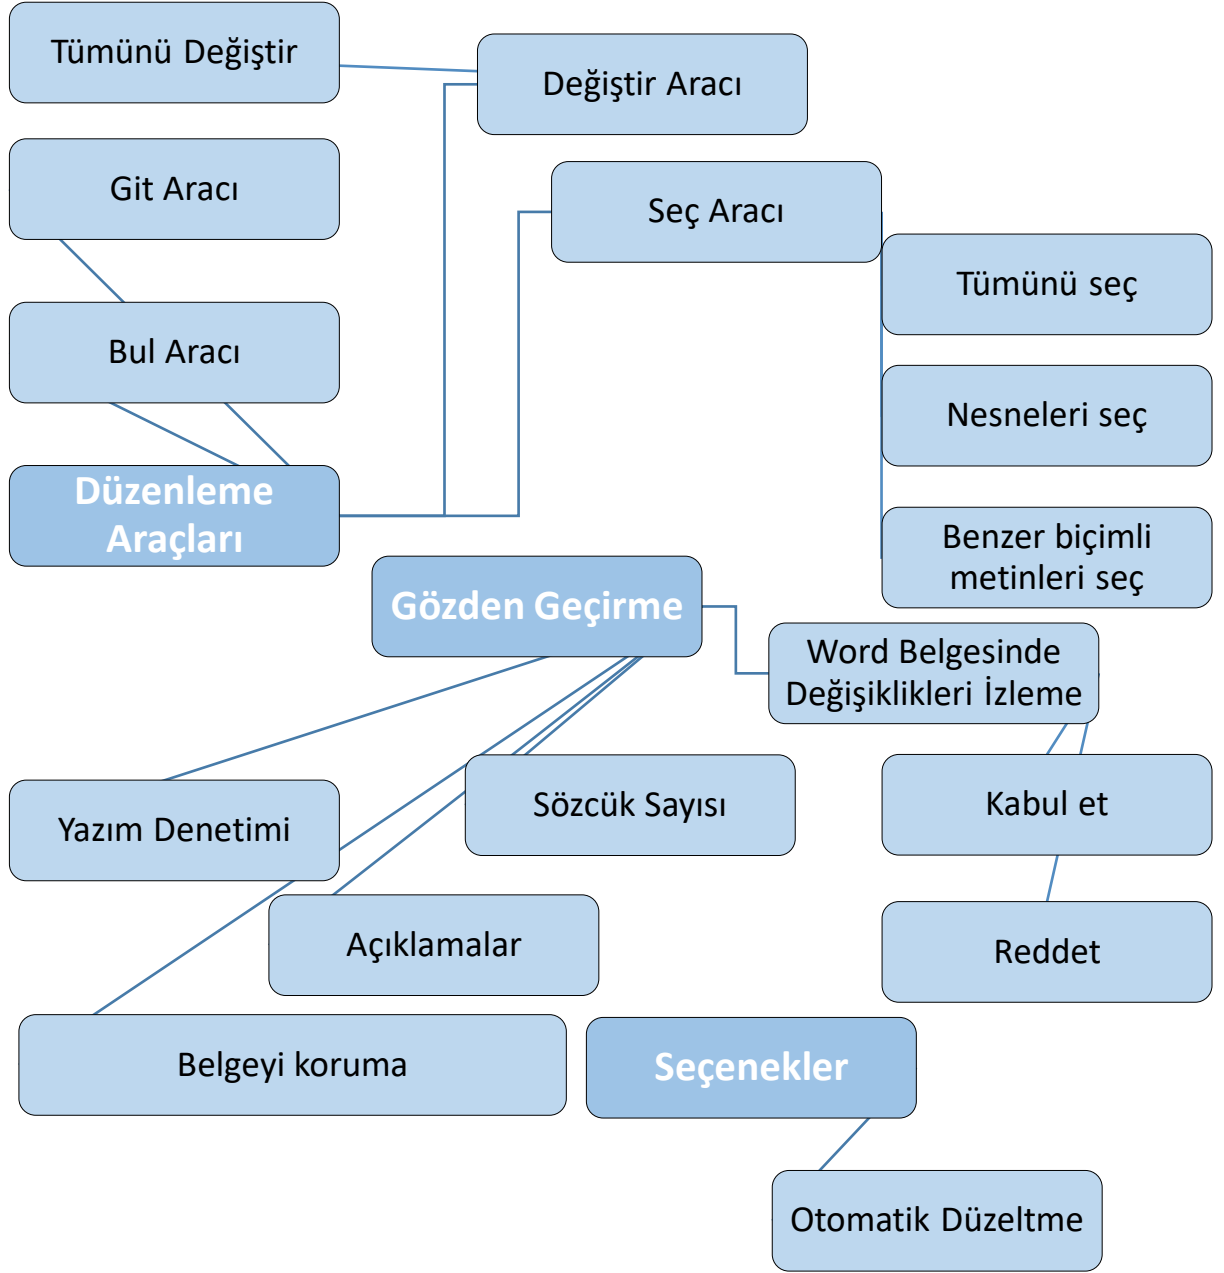 Tümünü Değiştir
Değiştir Aracı
Git Aracı
Seç Aracı
Tümünü seç
Bul Aracı
Nesneleri seç
Düzenleme
Araçları
Benzer biçimli
metinleri seç
Gözden Geçirme
Word Belgesinde
Değişiklikleri İzleme
Yazım Denetimi
Sözcük Sayısı
Kabul et
Açıklamalar
Reddet
Belgeyi koruma
Seçenekler
Otomatik Düzeltme